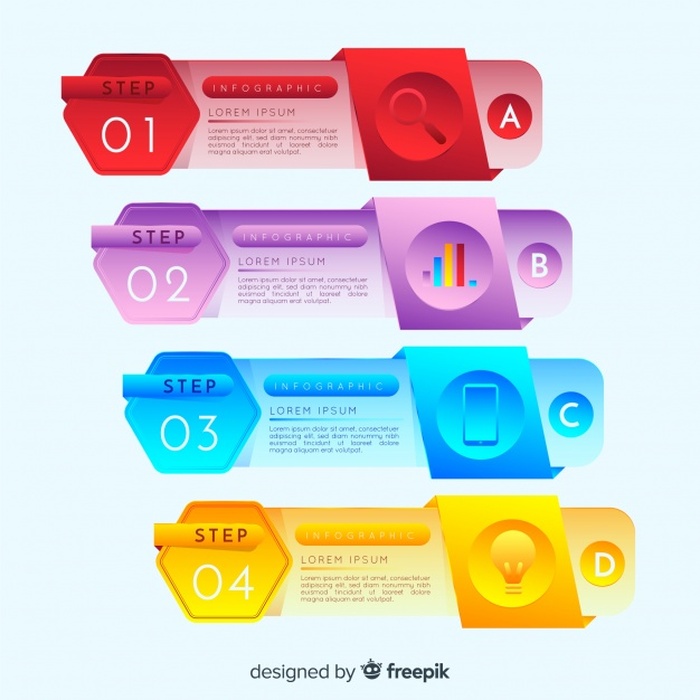 STEP
01
INFOGRAPHIC
LOREM IPSUM
Lorem ipsum dolor sit amet, consectetuer
adipiscing elit, sed diam nonummy nibh
euismod tincidunt ut laoreet dolore
magna aliquam erat volutpat.
A
STEP
02
INFOGRAPHIC
LOREM IPSUM
Lorem ipsum dolor sit amet, consectetuer
adipiscing elit, sed diam nonummy nibh
euismod tincidunt ut laoreet dolore
magna aliquam erat volutpat.
B
STEP
03
INFOGRAPHIC
LOREM IPSUM
Lorem ipsum dolor sit amet, consectetuer
adipiscing elit, sed diam nonummy nibh
euismod tincidunt ut laoreet dolore
magna aliquam erat volutpat.
C
STEP
04
INFOGRAPHIC
LOREM IPSUM
Lorem ipsum dolor sit amet, consectetuer
adipiscing elit, sed diam nonummy nibh
euismod tincidunt ut laoreet dolore
magna aliquam erat volutpat.
D
designed by freepik